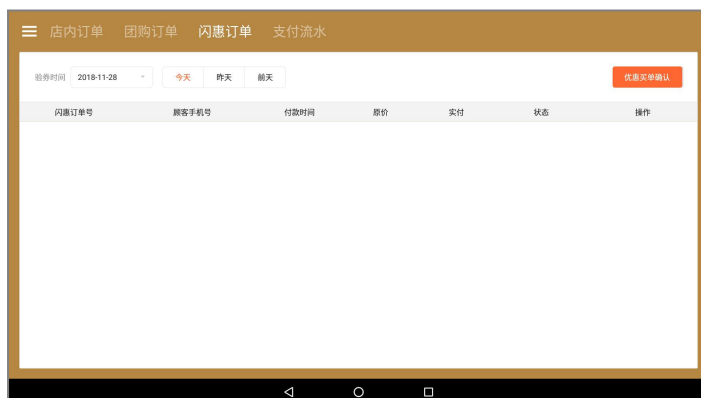 店内订单 团购订单 闪惠订单 支付流水
验券时间 2018-11-28 今天 昨天 前天 优惠买单确认
闪惠订单号 顾客手机号 付款时间 原价 实付 状态 操作